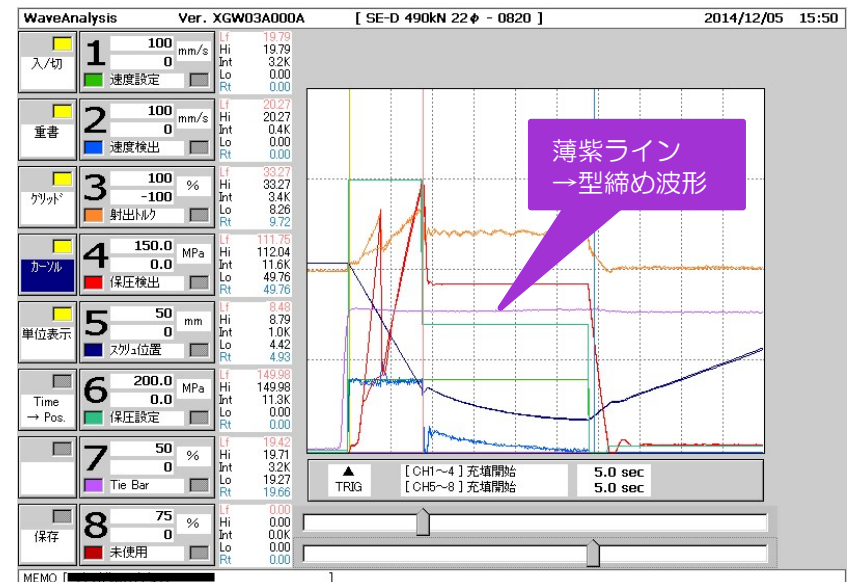 WaveAnalysis Ver. XGW03A000A [ SE-D 490kN 22φ - 0820 ] 2014/12/05 15:50
入/切
1 100 0 mm/s
速度設定
Lf 19.79
Hi 19.79
Int 3.2K
Lo 0.00
Rt 0.00
重書
2 100 0 mm/s
速度検出
Lf 20.27
Hi 20.27
Int 0.4K
Lo 0.00
Rt 0.00
グリッド
3 100 -100 %
射出トルク
Lf 33.27
Hi 33.27
Int 3.4K
Lo 8.26
Rt 9.72
カーソル
4 150.0 0.0 MPa
保圧検出
Lf 111.75
Hi 112.04
Int 11.6K
Lo 49.76
Rt 49.76
単位表示
5 50 0 mm
スクリュ位置
Lf 8.48
Hi 8.79
Int 1.0K
Lo 4.42
Rt 4.93
Time
→ Pos.
6 200.0 0.0 MPa
保圧設定
Lf 149.98
Hi 149.98
Int 11.3K
Lo 0.00
Rt 0.00
7 50 0 %
Tie Bar
Lf 19.42
Hi 19.71
Int 3.2K
Lo 19.27
Rt 19.66
保存
8 75 0 %
未使用
Lf 0.00
Hi 0.00
Int 0.0K
Lo 0.00
Rt 0.00
薄紫ライン
→型締め波形
▲
TRIG
[ CH1～4 ] 充填開始 5.0 sec
[ CH5～8 ] 充填開始 5.0 sec
MEMO [ ]